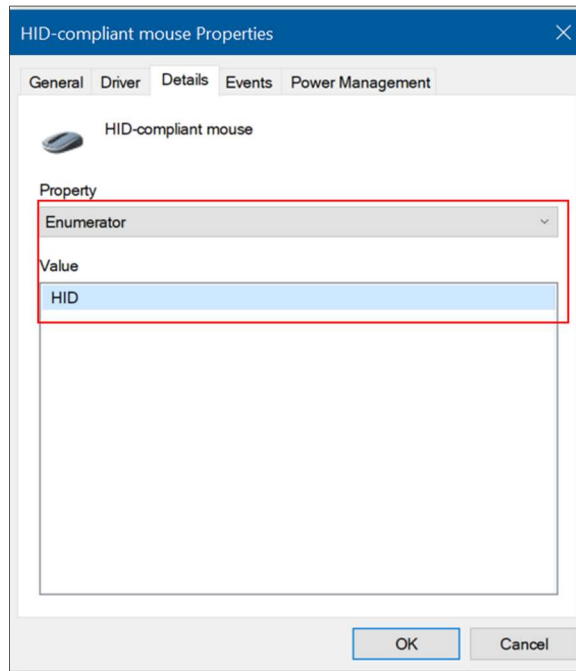 HID-compliant mouse Properties
General Driver Details Events Power Management
HID-compliant mouse
Property
Enumerator
Value
HID
OK Cancel